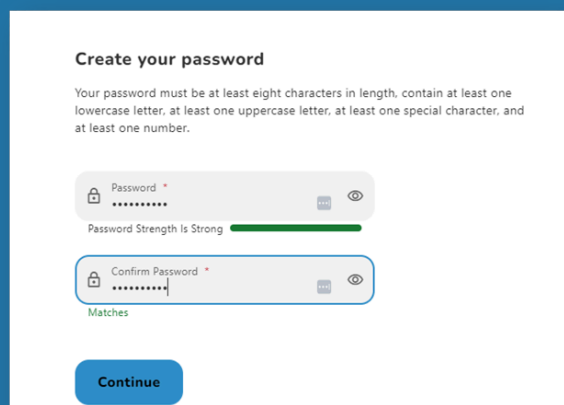 Create your password
Your password must be at least eight characters in length, contain at least one
lowercase letter, at least one uppercase letter, at least one special character, and
at least one number.
Password *
••••••••••
Password Strength Is Strong
Confirm Password *
••••••••••
Matches
Continue